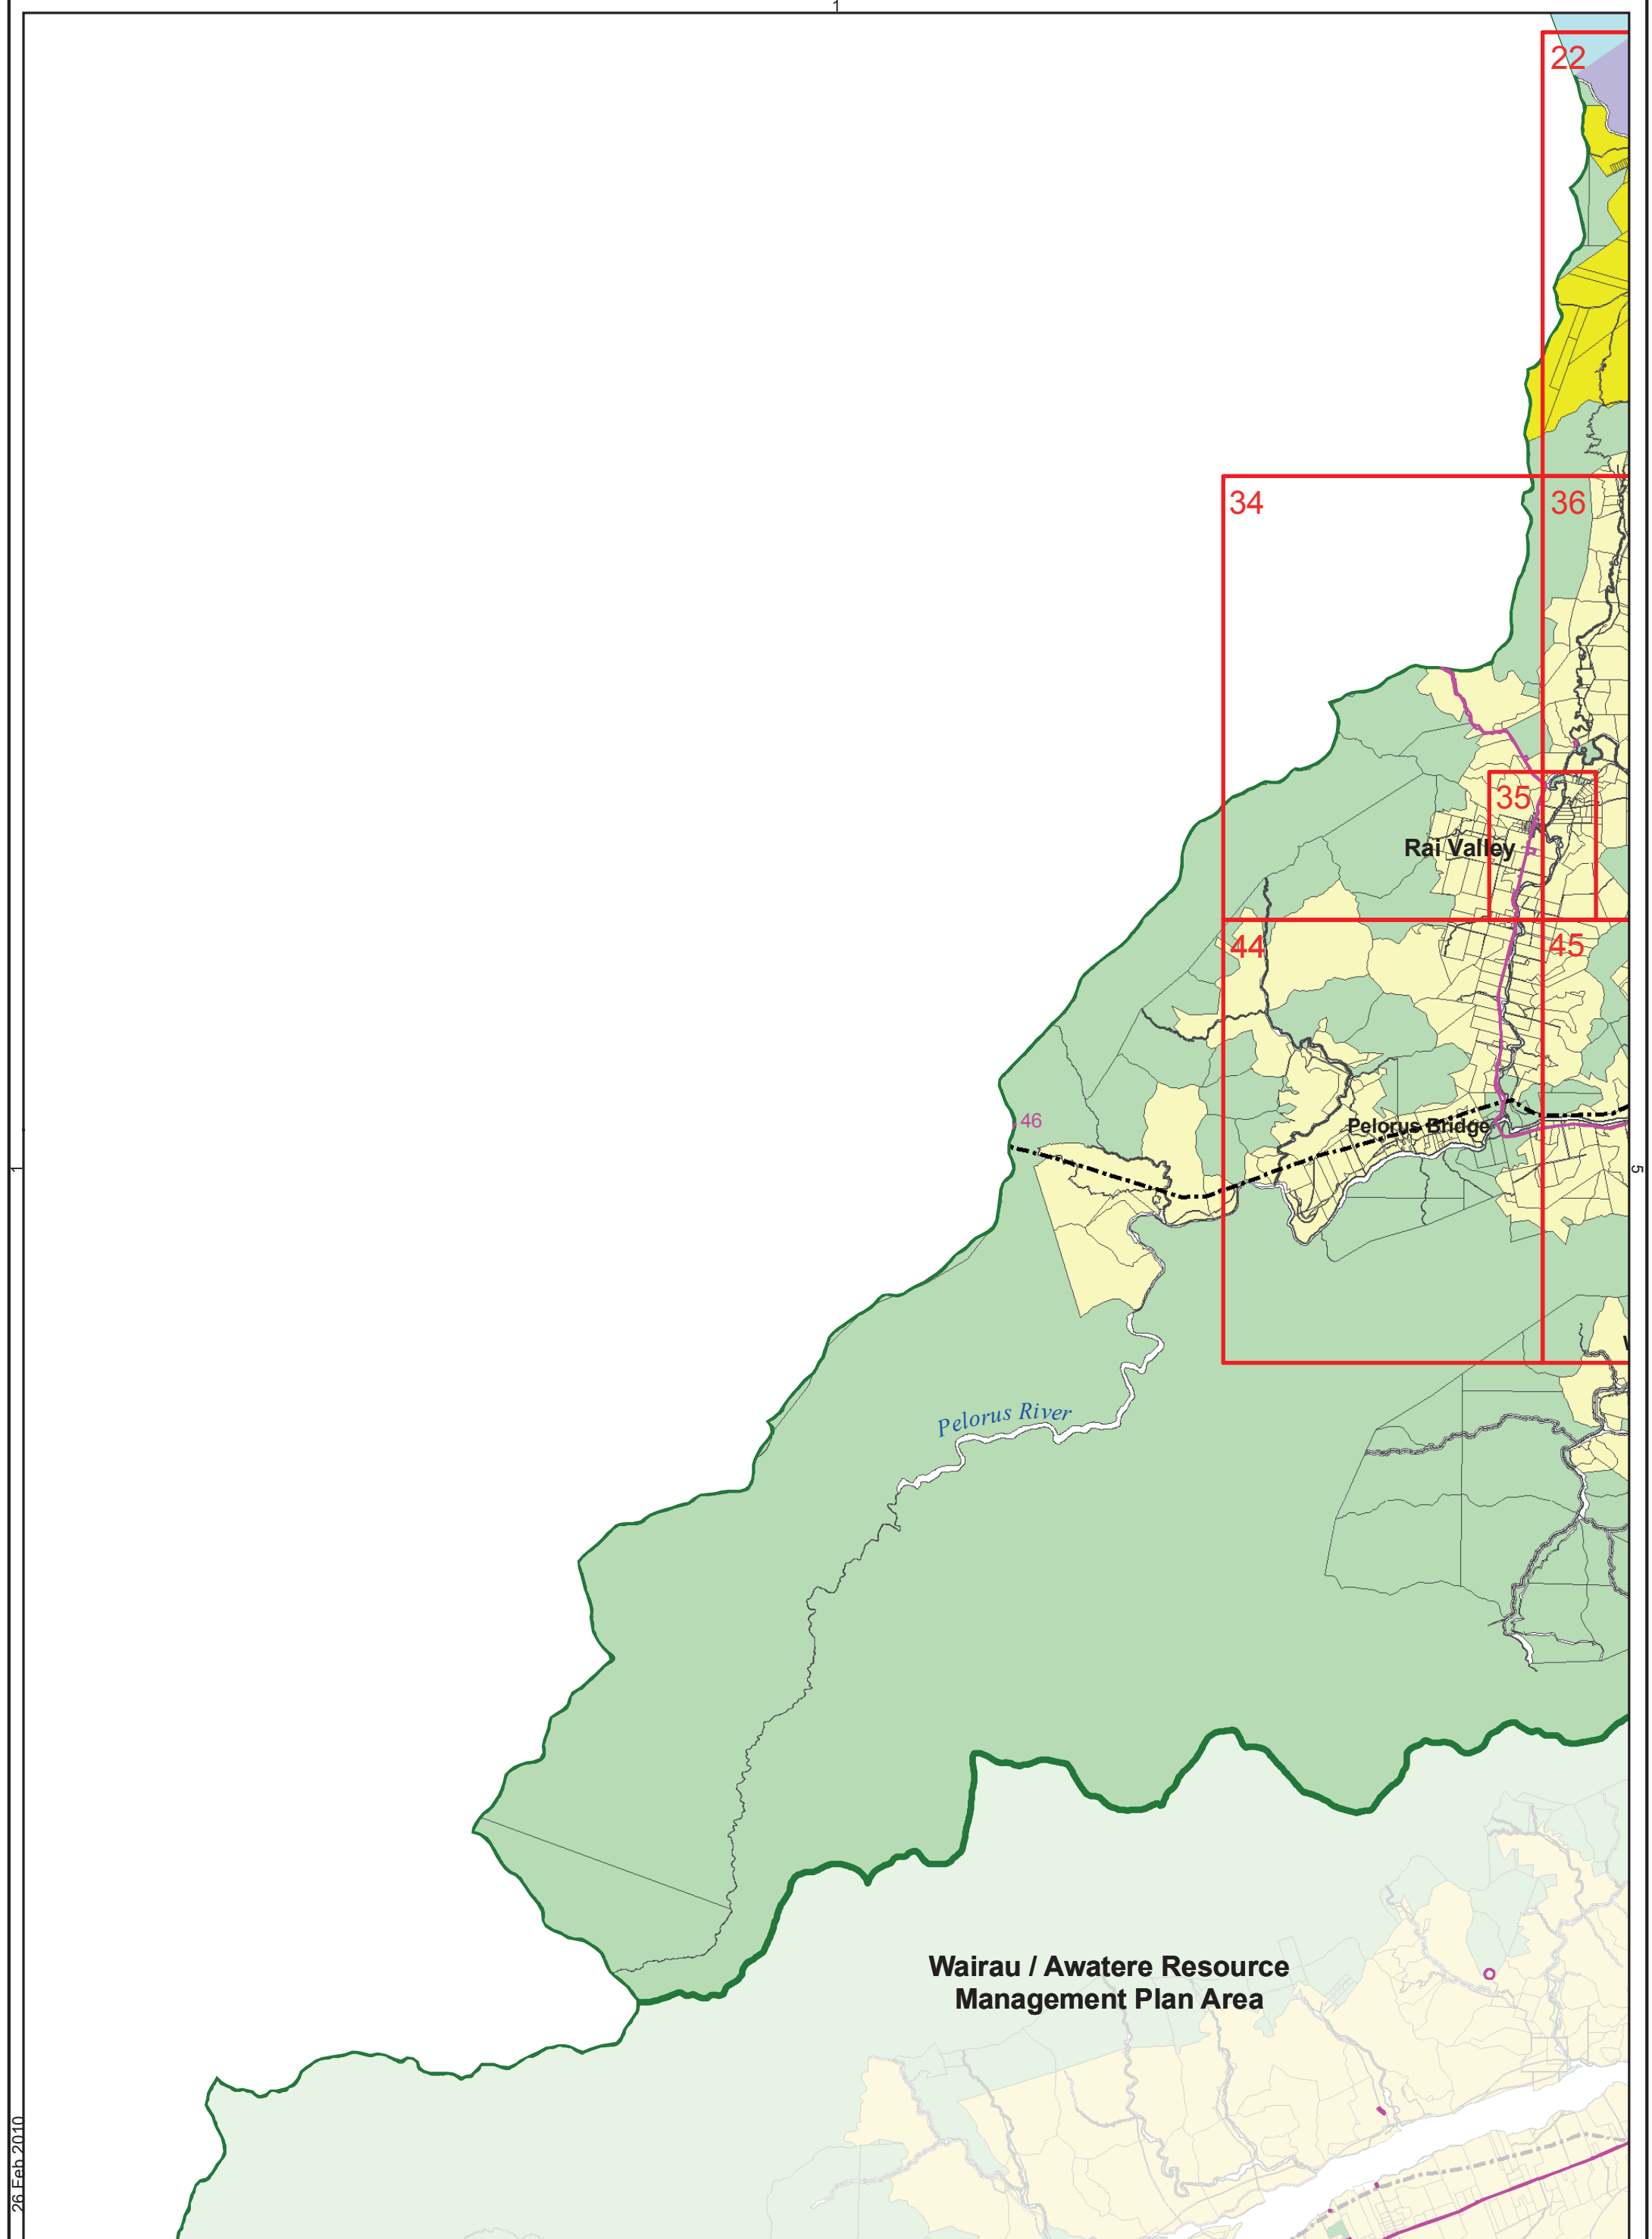 1
22
34
36
35
Rai Valley
44
45
46
Pelorus Bridge
1
5
Pelorus River
Wairau / Awatere Resource
Management Plan Area
26 Feb 2010